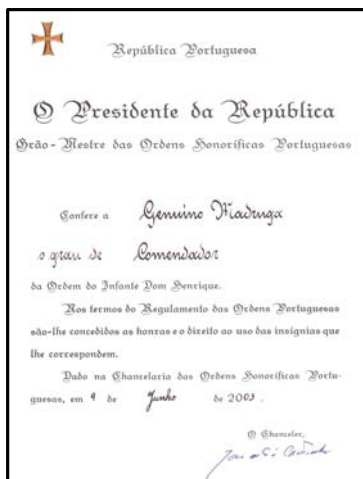 República Portuguesa
O Presidente da República
Grão-Mestre das Ordens Honoríficas Portuguesas
Confere a Genuino Madruga
o grau de Comendador
da Ordem do Infante Dom Henrique.
Nos termos do Regulamento das Ordens Portuguesas
são-lhe concedidos as honras e o direito ao uso das insígnias que
lhe correspondem.
Dado na Chancelaria das Ordens Honoríficas Portu-
guesas, em 9 de Junho de 2003.
O Chanceler,